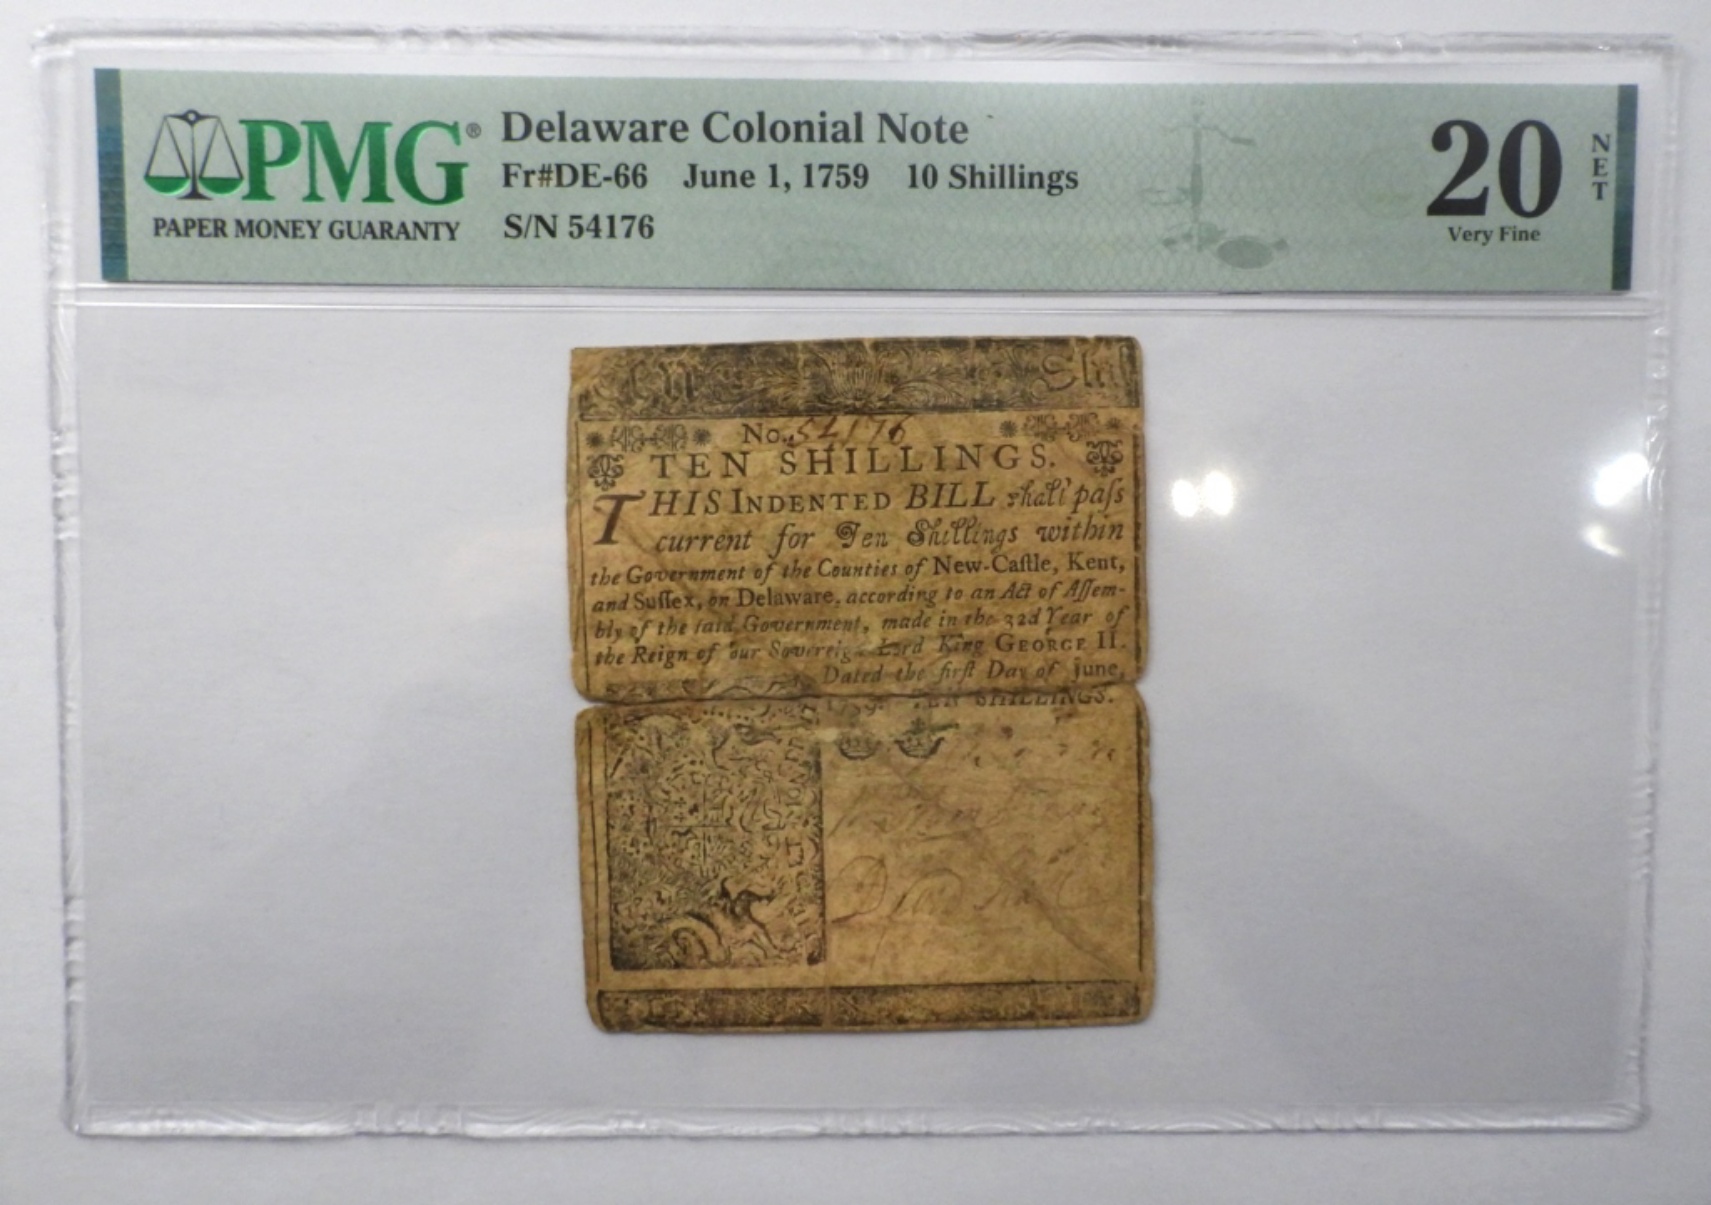 PMG®
PAPER MONEY GUARANTY
Delaware Colonial Note
Fr#DE-66 June 1, 1759 10 Shillings
S/N 54176
20
NET
Very Fine
No. 54176
TEN SHILLINGS.
THIS INDENTED BILL shall paſs
current for Ten Shillings within
the Government of the Counties of New-Caſtle, Kent,
and Suſſex, on Delaware, according to an Act of Aſſem-
bly of the ſaid Government, made in the 32d Year of
the Reign of our Sovereign Lord King GEORGE II.
Dated the firſt Day of June,
1759. TEN SHILLINGS.